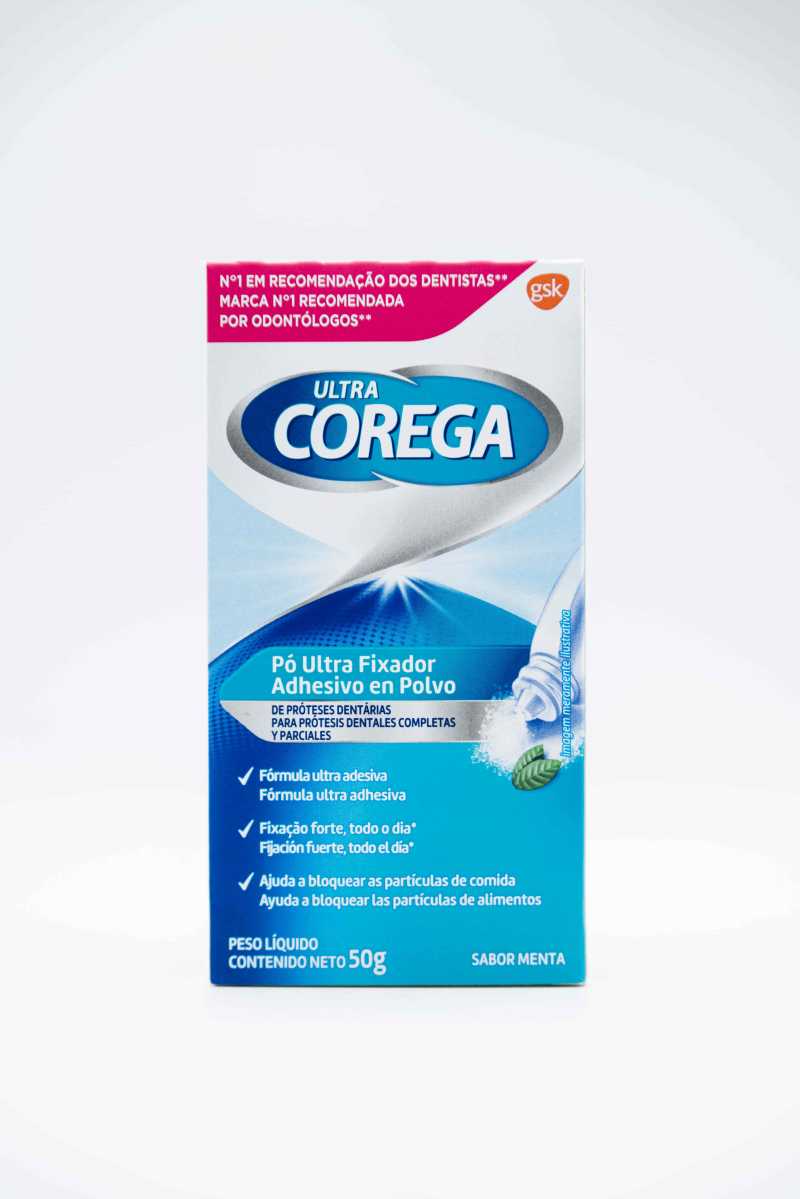 Nº1 EM RECOMENDAÇÃO DOS DENTISTAS**
MARCA Nº1 RECOMENDADA
POR ODONTÓLOGOS**
gsk
ULTRA
COREGA
Pó Ultra Fixador
Adhesivo en Polvo
DE PRÓTESES DENTÁRIAS
PARA PRÓTESIS DENTALES COMPLETAS
Y PARCIALES
Imagem meramente ilustrativa
Fórmula ultra adesiva
Fórmula ultra adhesiva
Fixação forte, todo o dia*
Fijación fuerte, todo el día*
Ajuda a bloquear as partículas de comida
Ayuda a bloquear las partículas de alimentos
PESO LÍQUIDO
CONTENIDO NETO 50g
SABOR MENTA